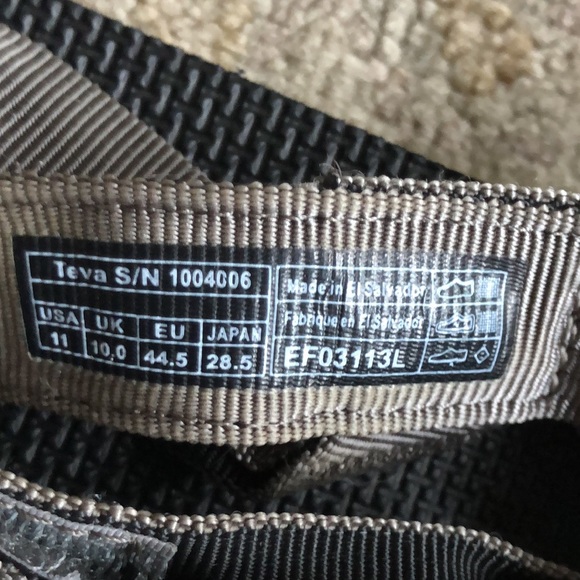 Teva S/N 1004006
USA UK EU JAPAN
11 10.0 44.5 28.5
Made in El Salvador
Fabrique en El Salvador
EF03113L